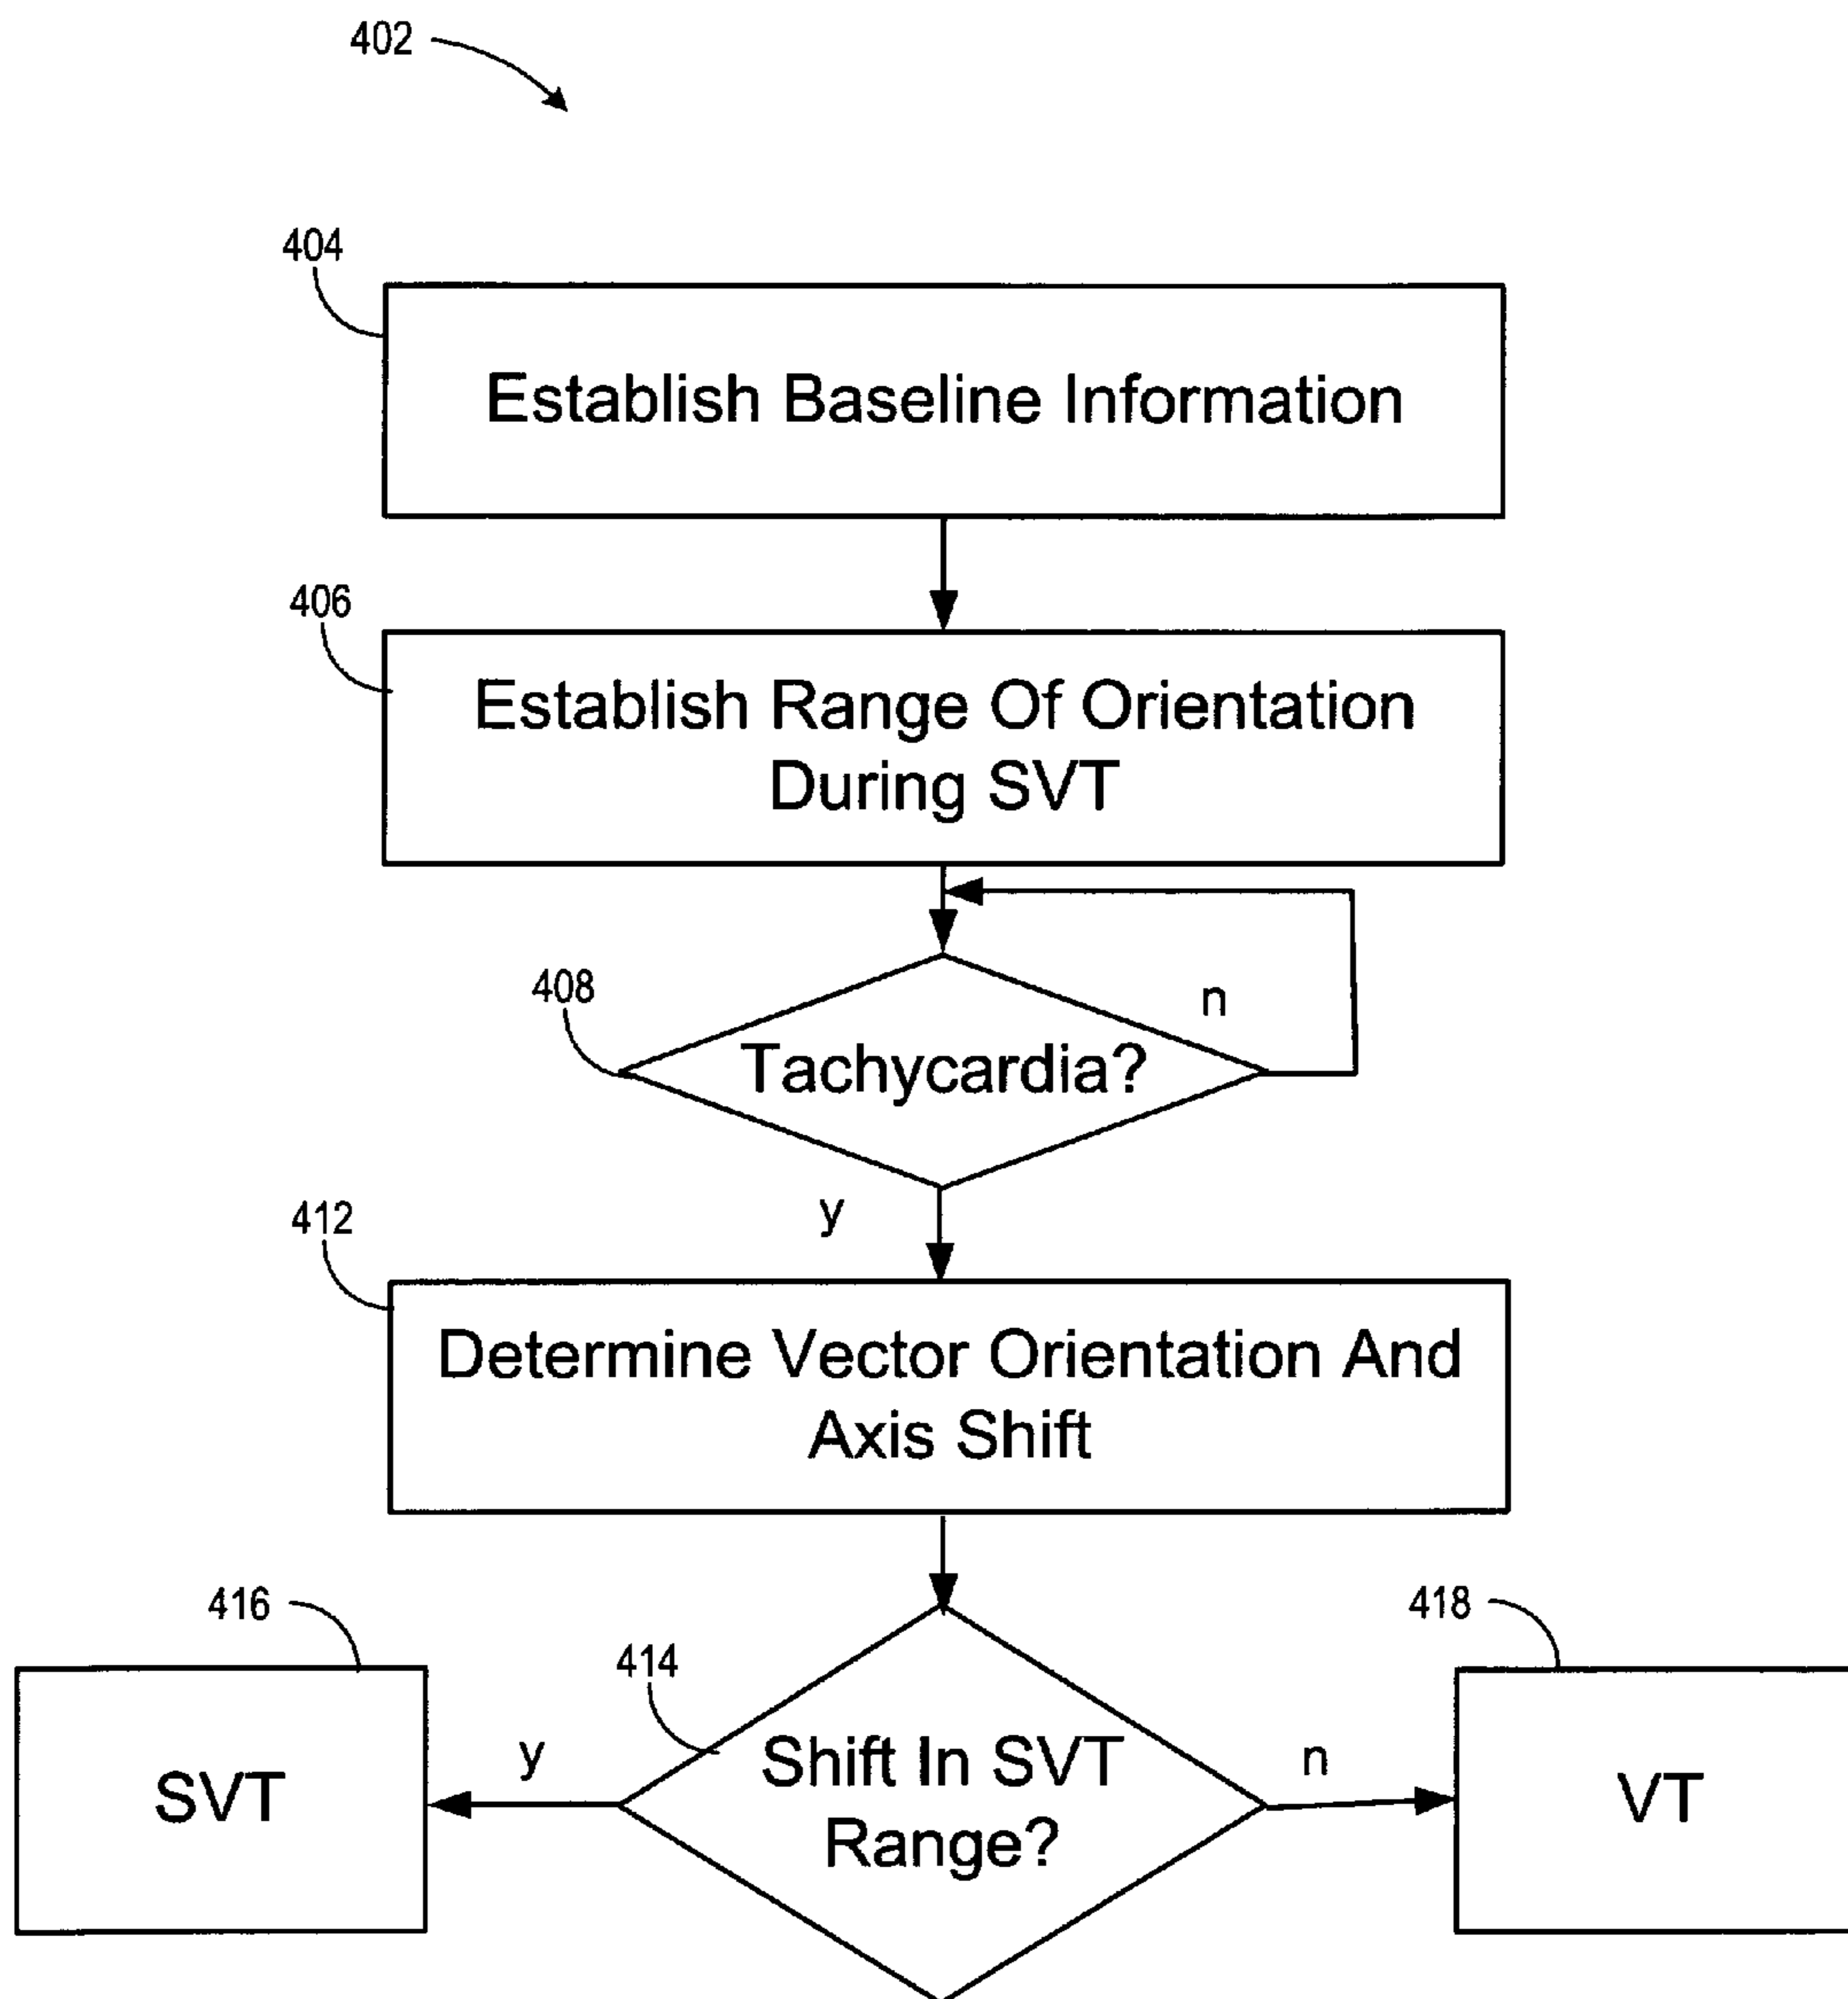 402
404
Establish Baseline Information
406
Establish Range Of Orientation
During SVT
408
n
Tachycardia?
y
412
Determine Vector Orientation And
Axis Shift
416
418
414
y
Shift In SVT
n
SVT
VT
Range?